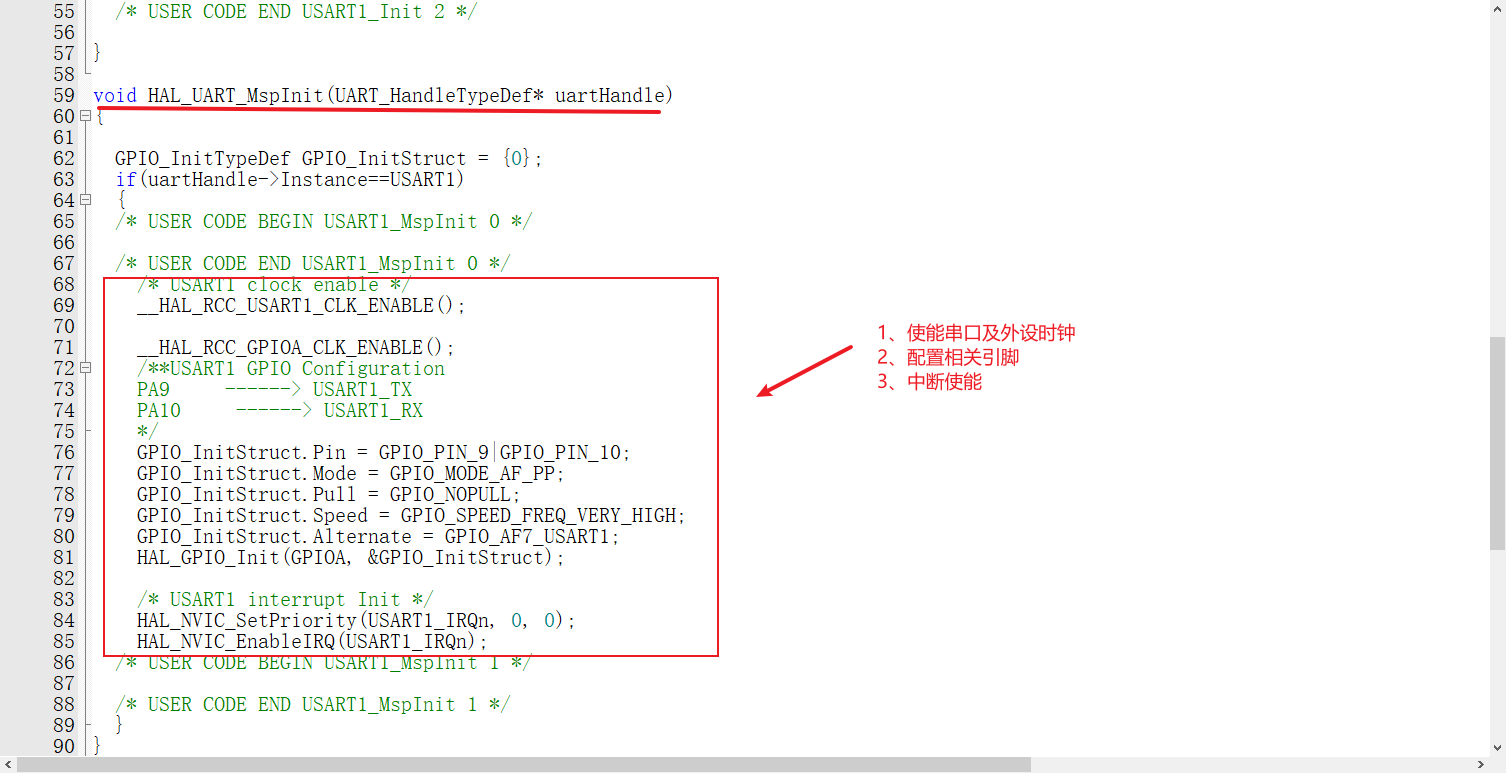 55 /* USER CODE END USART1_Init 2 */
56
57 }
58
59 void HAL_UART_MspInit(UART_HandleTypeDef* uartHandle)
60 {
61
62 GPIO_InitTypeDef GPIO_InitStruct = {0};
63 if(uartHandle->Instance==USART1)
64 {
65 /* USER CODE BEGIN USART1_MspInit 0 */
66
67 /* USER CODE END USART1_MspInit 0 */
68 /* USART1 clock enable */
69 __HAL_RCC_USART1_CLK_ENABLE();
70
71 __HAL_RCC_GPIOA_CLK_ENABLE();
72 /**USART1 GPIO Configuration
73 PA9 ------> USART1_TX
74 PA10 ------> USART1_RX
75 */
76 GPIO_InitStruct.Pin = GPIO_PIN_9|GPIO_PIN_10;
77 GPIO_InitStruct.Mode = GPIO_MODE_AF_PP;
78 GPIO_InitStruct.Pull = GPIO_NOPULL;
79 GPIO_InitStruct.Speed = GPIO_SPEED_FREQ_VERY_HIGH;
80 GPIO_InitStruct.Alternate = GPIO_AF7_USART1;
81 HAL_GPIO_Init(GPIOA, &GPIO_InitStruct);
82
83 /* USART1 interrupt Init */
84 HAL_NVIC_SetPriority(USART1_IRQn, 0, 0);
85 HAL_NVIC_EnableIRQ(USART1_IRQn);
86 /* USER CODE BEGIN USART1_MspInit 1 */
87
88 /* USER CODE END USART1_MspInit 1 */
89 }
90 }
1、使能串口及外设时钟
2、配置相关引脚
3、中断使能